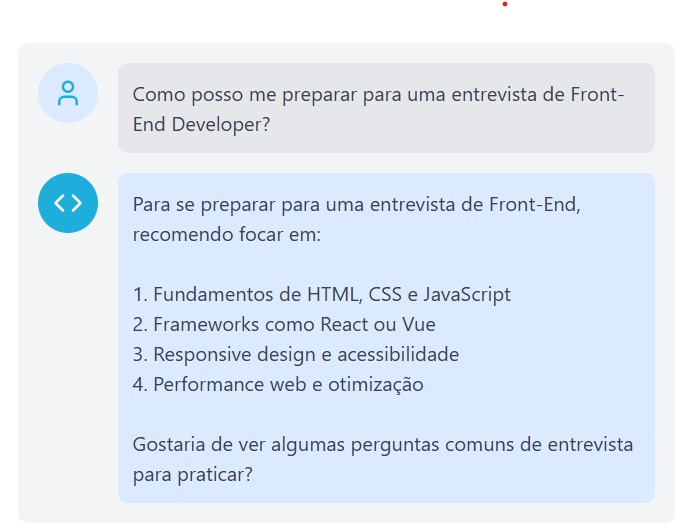 Como posso me preparar para uma entrevista de Front-
End Developer?
Para se preparar para uma entrevista de Front-End,
recomendo focar em:
1. Fundamentos de HTML, CSS e JavaScript
2. Frameworks como React ou Vue
3. Responsive design e acessibilidade
4. Performance web e otimização
Gostaria de ver algumas perguntas comuns de entrevista
para praticar?